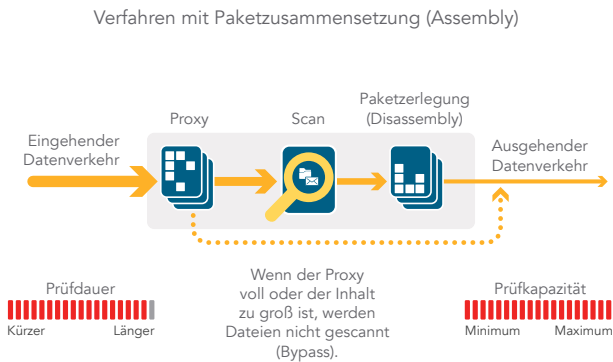 Verfahren mit Paketzusammensetzung (Assembly)
Eingehender
Datenverkehr
Proxy
Scan
Paketzerlegung
(Disassembly)
Ausgehender
Datenverkehr
Wenn der Proxy
voll oder der Inhalt
zu groß ist, werden
Dateien nicht gescannt
(Bypass).
Prüfdauer
Kürzer
Länger
Prüfkapazität
Minimum
Maximum